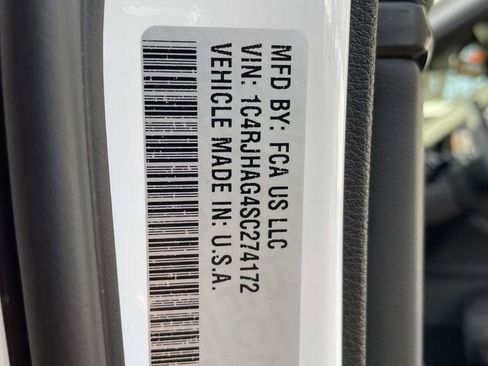 MFD BY: FCA US LLC
VIN: 1C4RJHAG4SC274172
VEHICLE MADE IN: U.S.A.